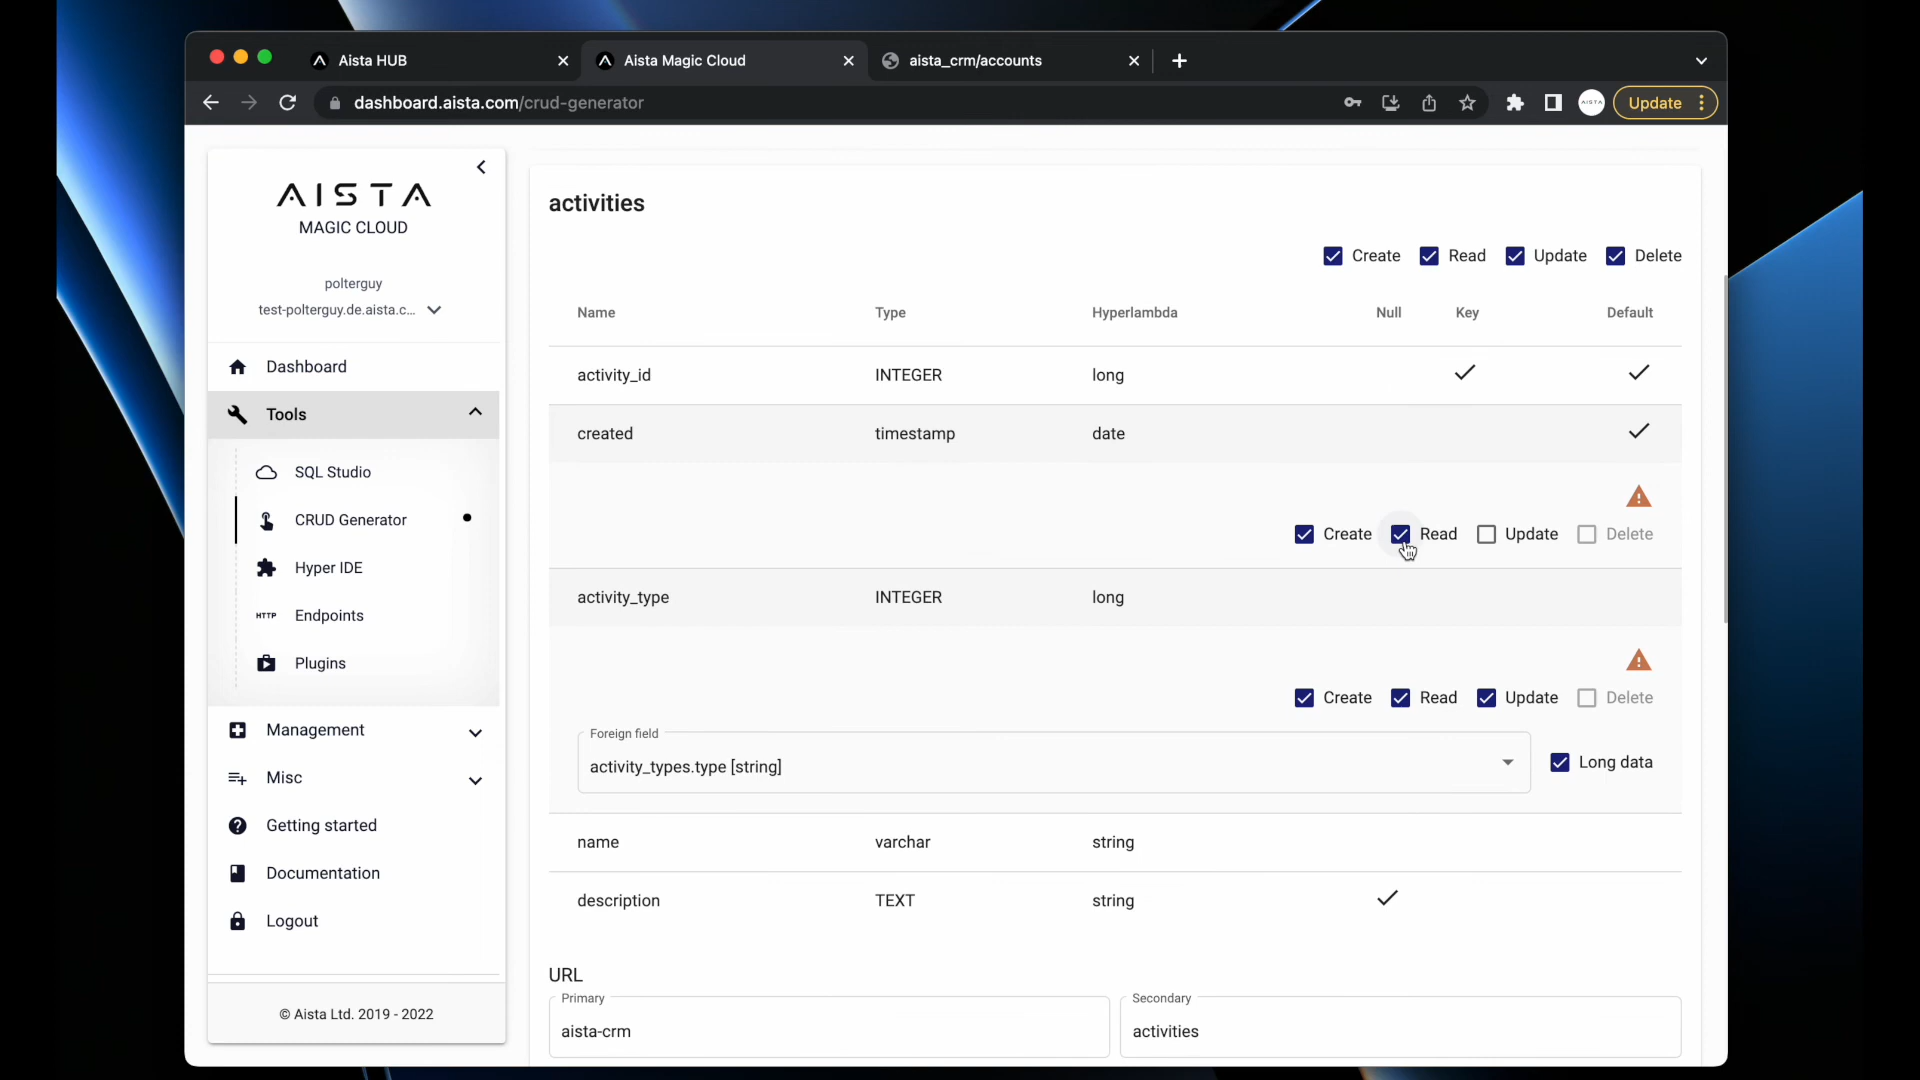 Aista HUB
Aista Magic Cloud
aista_crm/accounts
dashboard.aista.com/crud-generator
AISTA
Update
AISTA
MAGIC CLOUD
polterguy
test-polterguy.de.aista.c...
Dashboard
Tools
SQL Studio
CRUD Generator
Hyper IDE
HTTP Endpoints
Plugins
Management
Misc
Getting started
Documentation
Logout
© Aista Ltd. 2019 - 2022
activities
Create Read Update Delete
Name Type Hyperlambda Null Key Default
activity_id INTEGER long
created timestamp date
Create Read Update Delete
activity_type INTEGER long
Create Read Update Delete
Foreign field
activity_types.type [string]
Long data
name varchar string
description TEXT string
URL
Primary
aista-crm
Secondary
activities